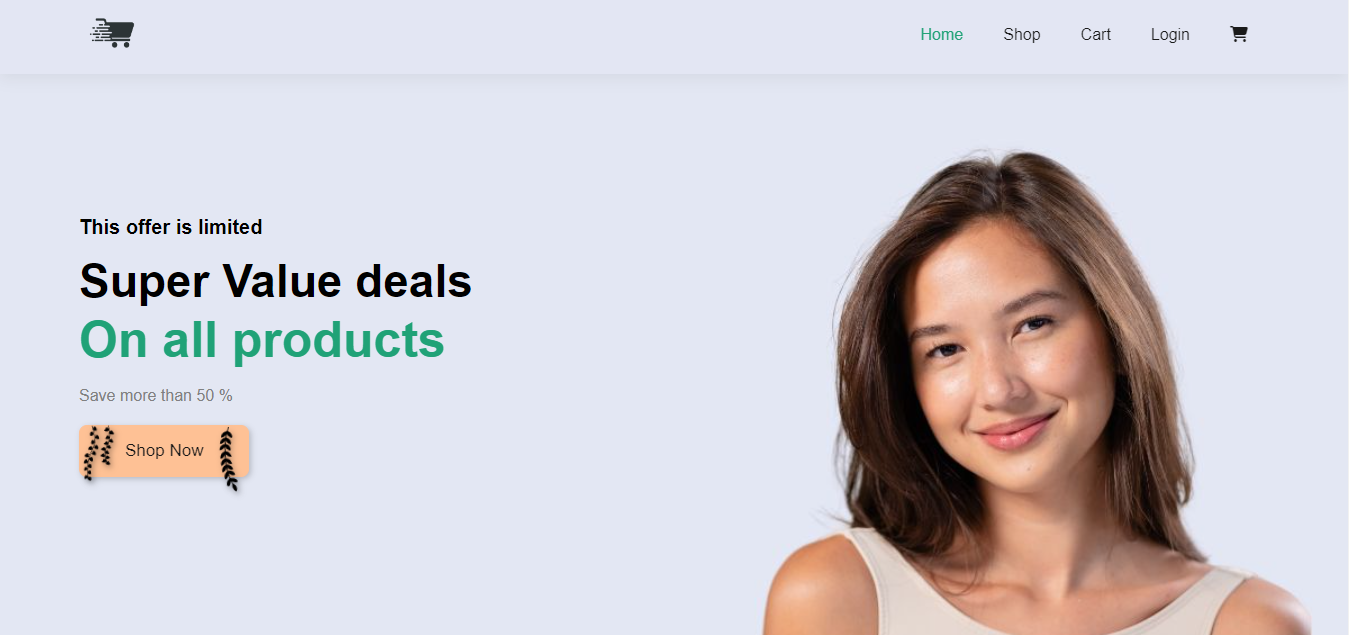 Home Shop Cart Login
This offer is limited
Super Value deals
On all products
Save more than 50 %
Shop Now